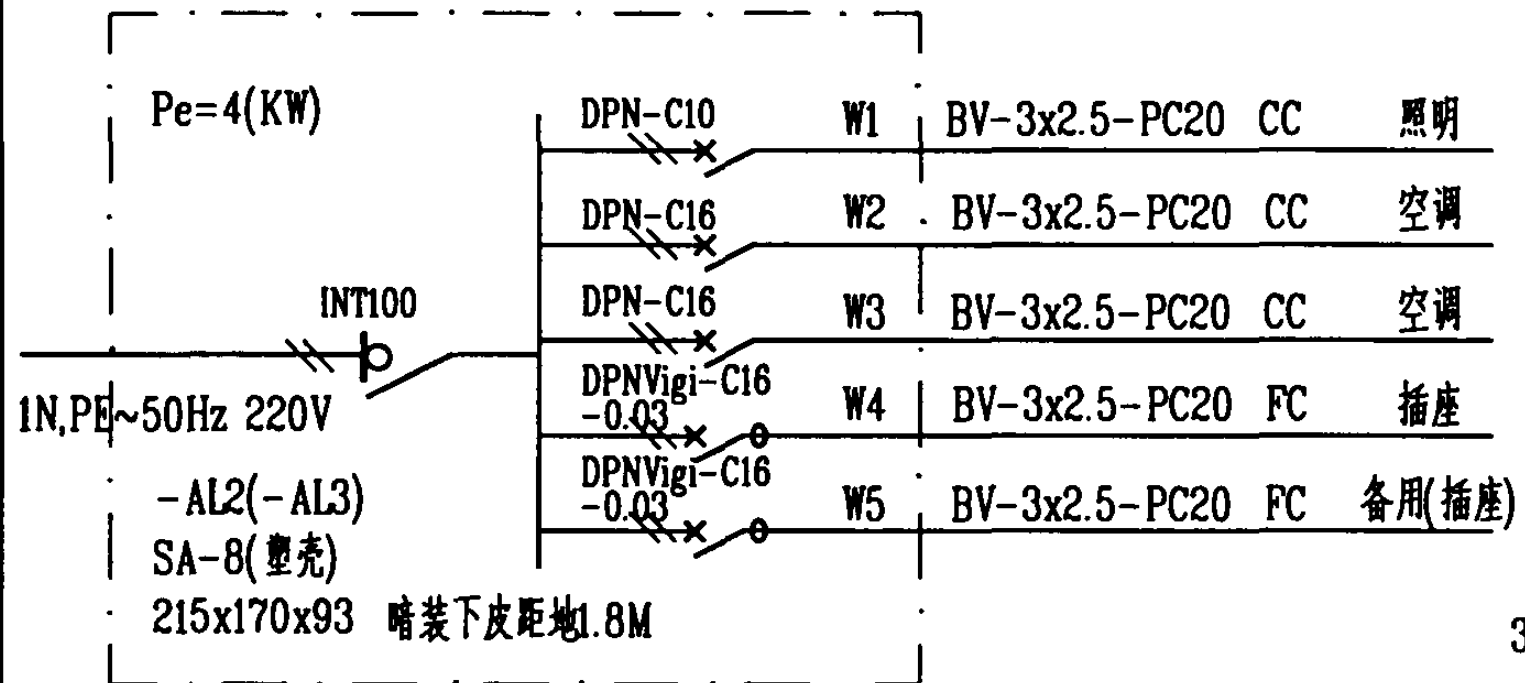 Pe=4(KW)
DPN-C10 W1 BV-3x2.5-PC20 CC 照明
DPN-C16 W2 BV-3x2.5-PC20 CC 空调
INT100
DPN-C16 W3 BV-3x2.5-PC20 CC 空调
1N,PE~50Hz 220V
DPNVigi-C16
-0.03 W4 BV-3x2.5-PC20 FC 插座
DPNVigi-C16
-0.03 W5 BV-3x2.5-PC20 FC 备用(插座)
-AL2(-AL3)
SA-8(塑壳)
215x170x93 暗装下皮距地1.8M
3